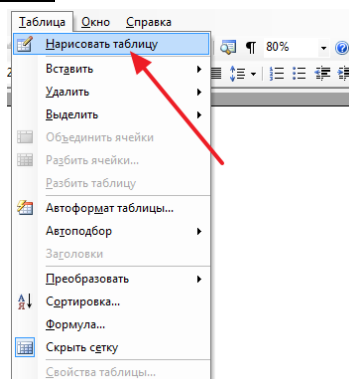 Таблица Окно Справка
Нарисовать таблицу
80%
Вставить
Удалить
Выделить
Объединить ячейки
Разбить ячейки...
Разбить таблицу
Автоформат таблицы...
Автоподбор
Заголовки
Преобразовать
Сортировка...
Формула...
Скрыть сетку
Свойства таблицы...